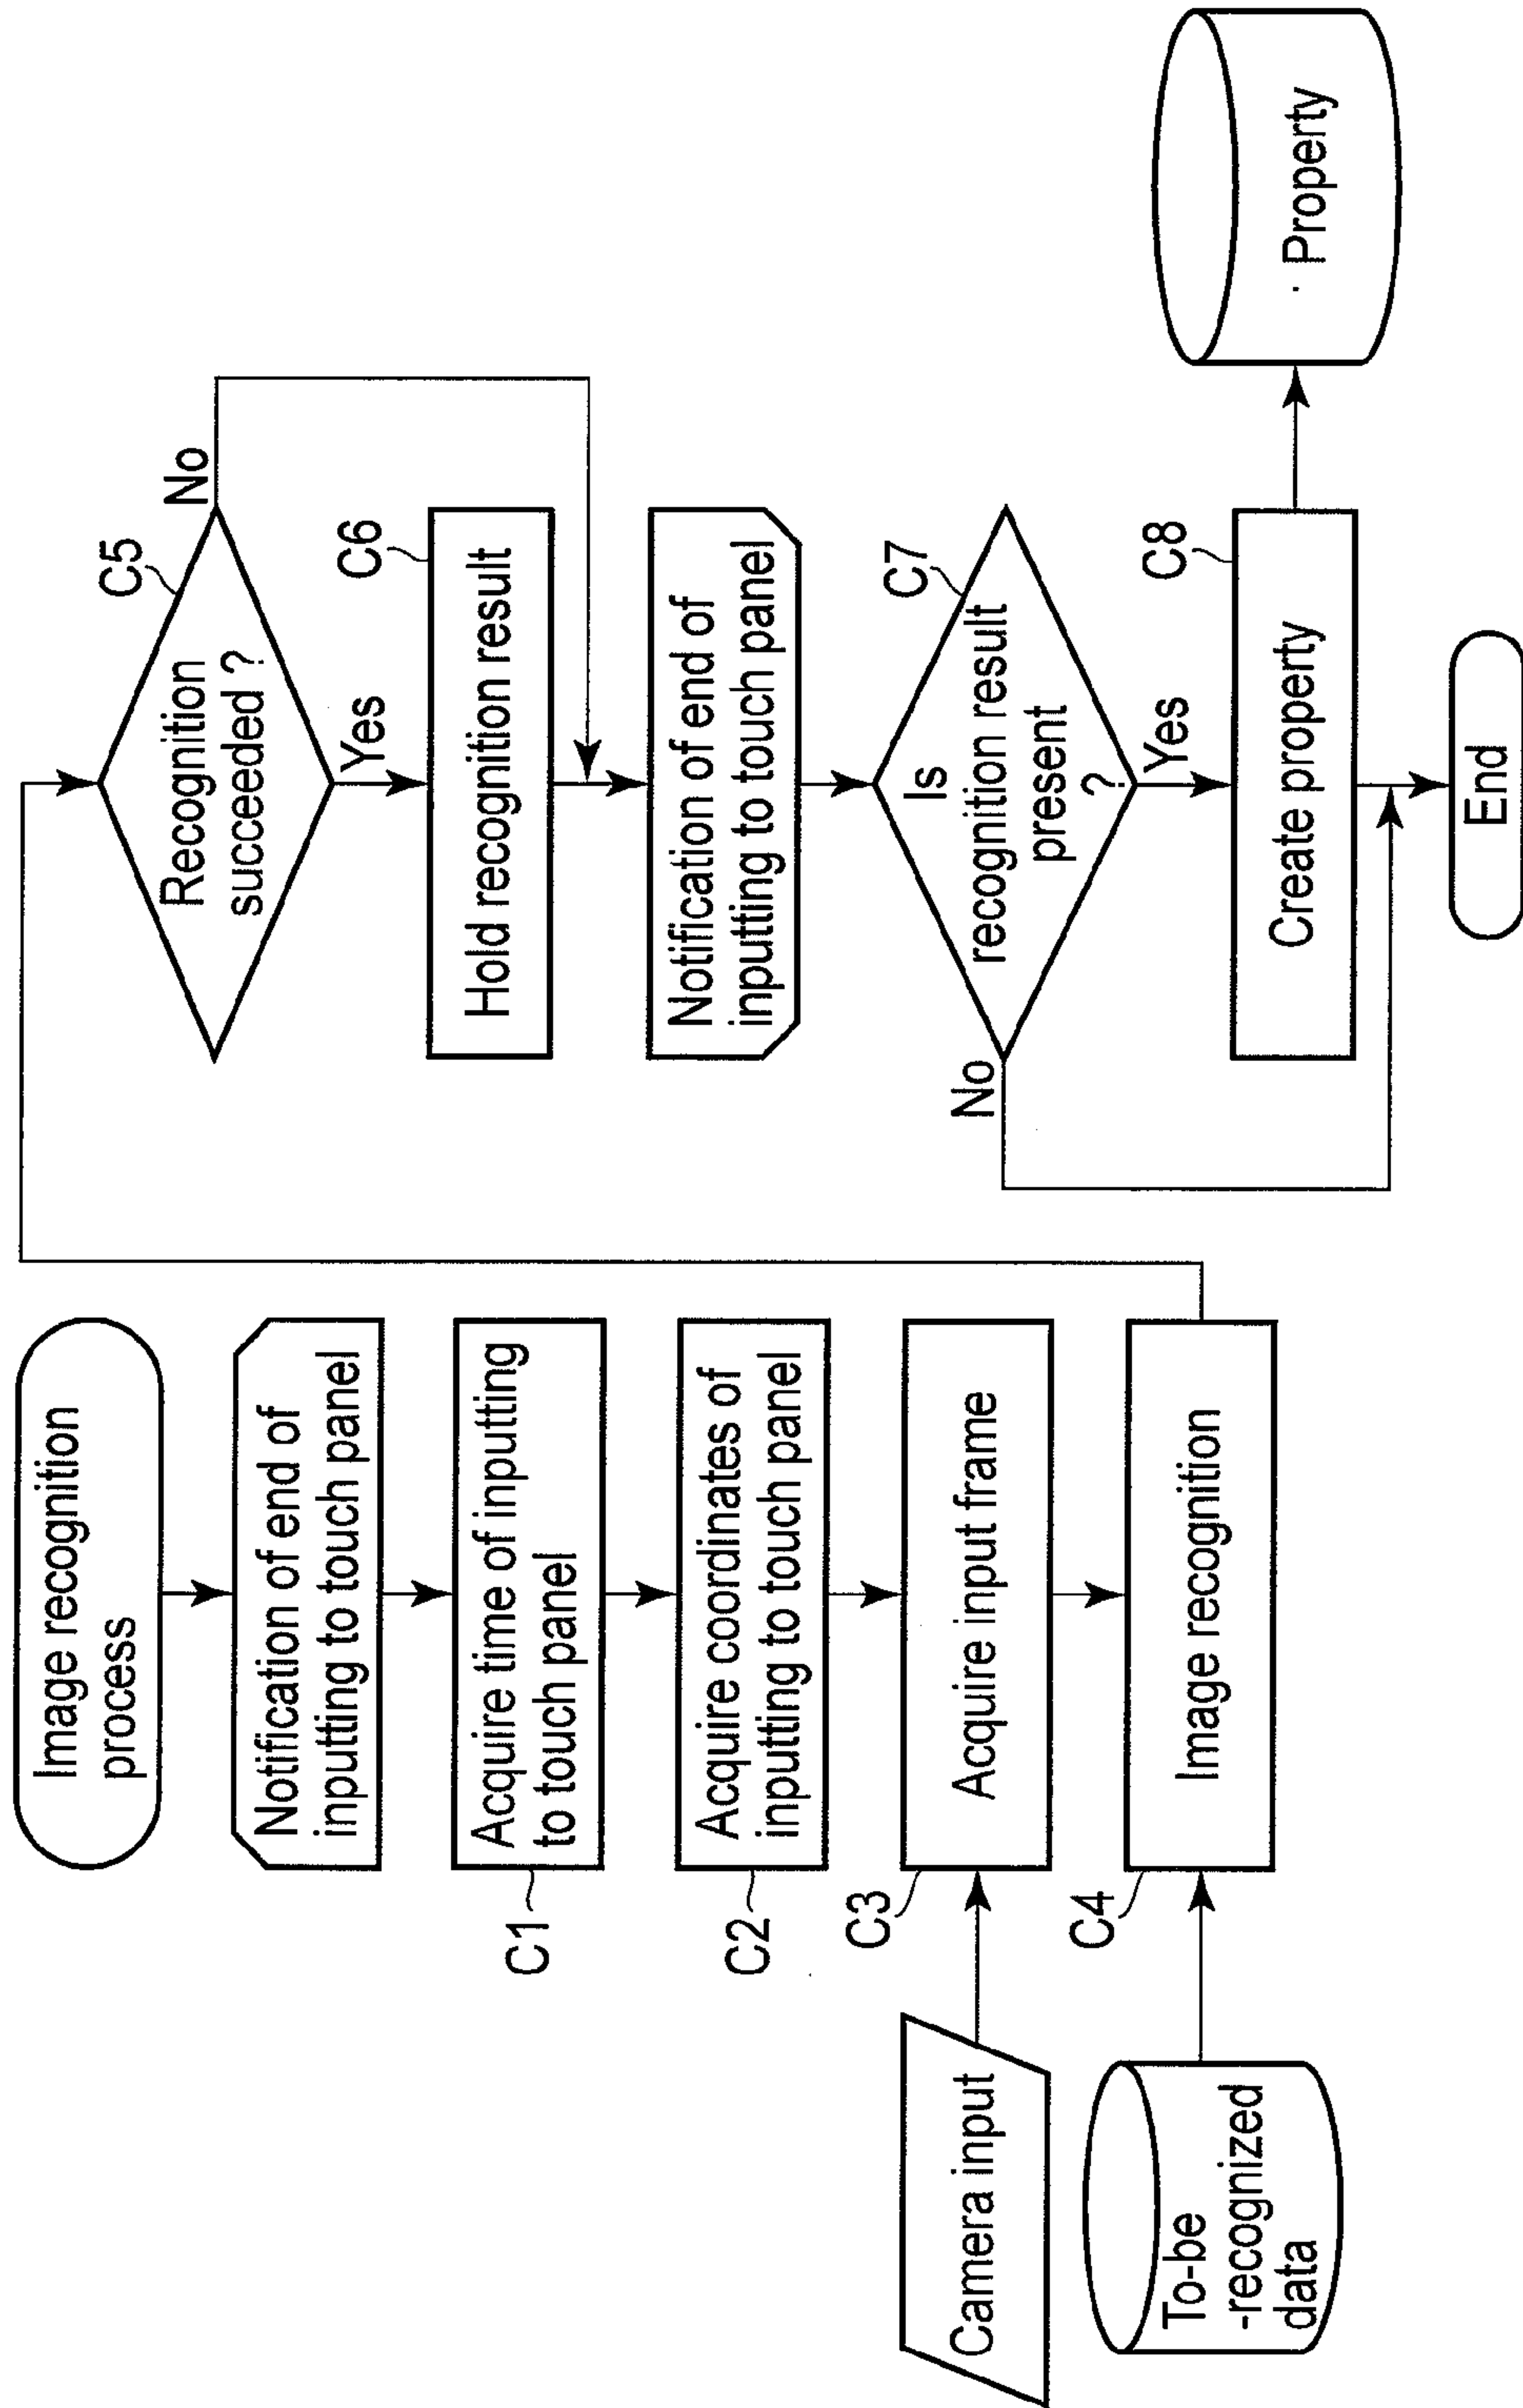 Image recognition
process
Notification of end of
inputting to touch panel
Acquire time of inputting
to touch panel
C1
Acquire coordinates of
inputting to touch panel
C2
Camera input
Acquire input frame
C3
To-be
-recognized
data
Image recognition
C4
Recognition
succeeded ?
C5
No
Yes
Hold recognition result
C6
Notification of end of
inputting to touch panel
Is
recognition result
present
?
C7
No
Yes
Create property
C8
Property
End